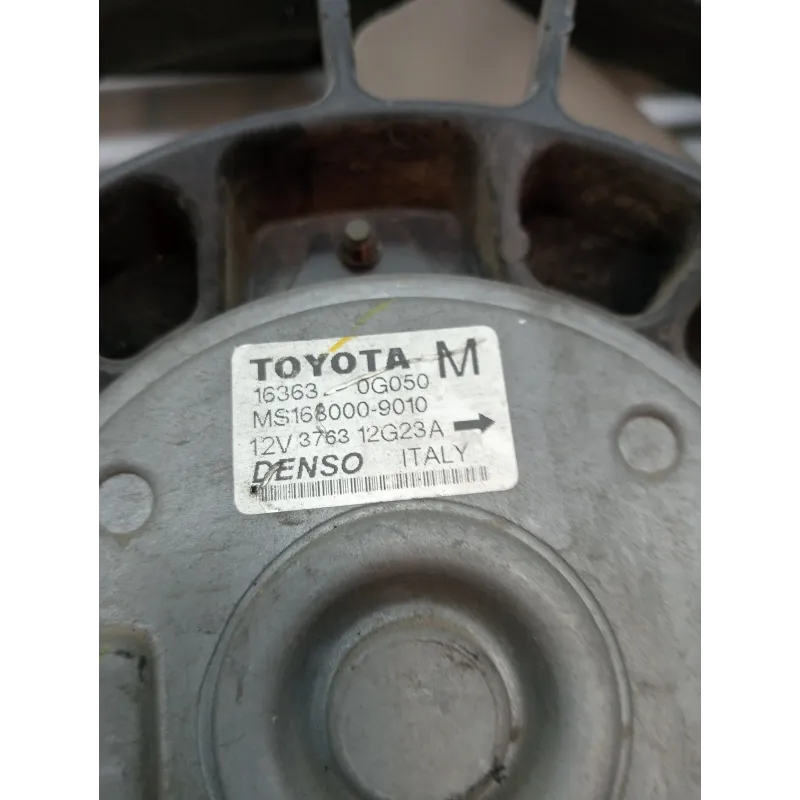 TOYOTA M
16363-0G050
MS168000-9010
12V 3763 12G23A
DENSO ITALY